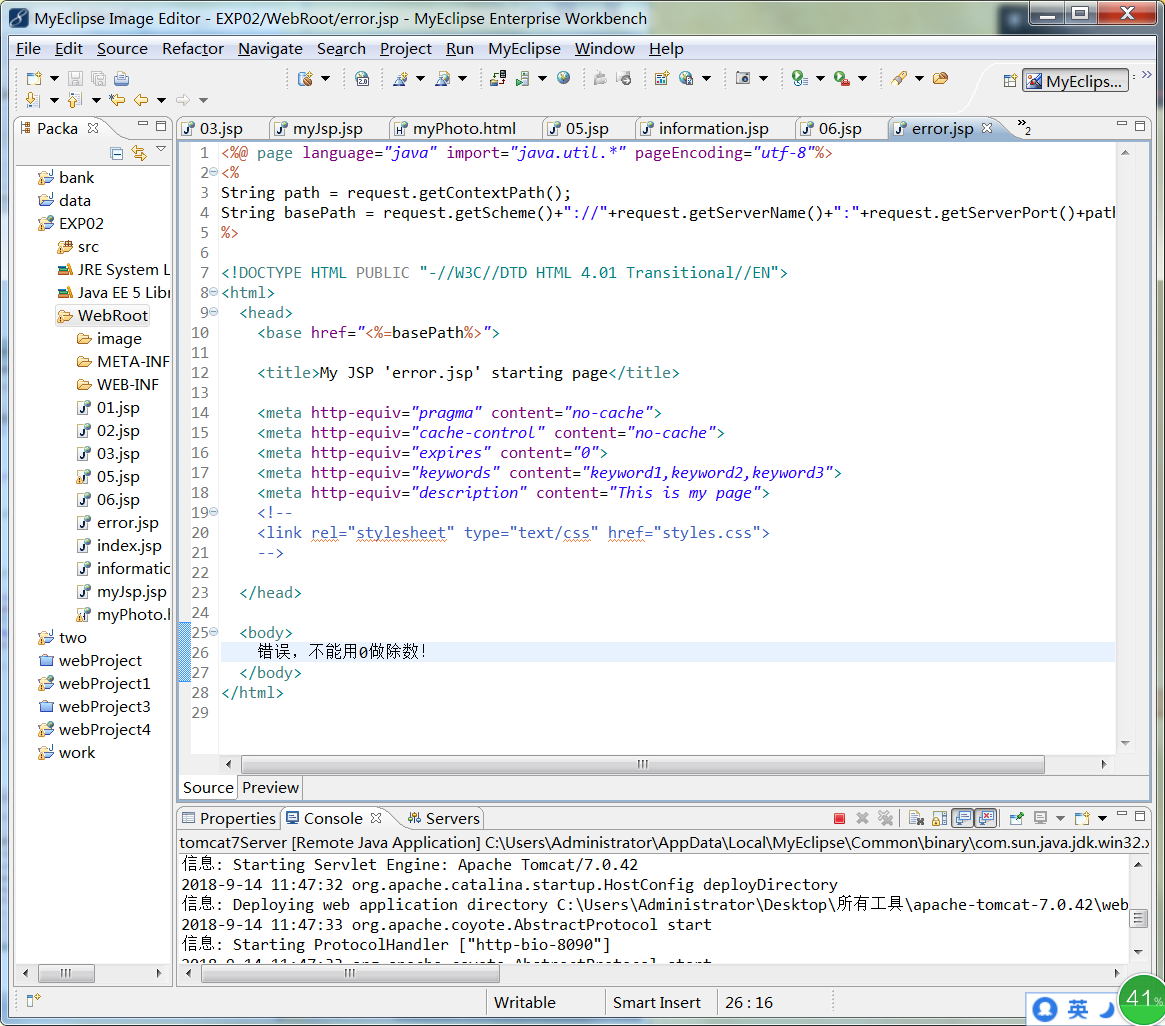 MyEclipse Image Editor - EXP02/WebRoot/error.jsp - MyEclipse Enterprise Workbench
File Edit Source Refactor Navigate Search Project Run MyEclipse Window Help
MyEclips...
Packa
03.jsp myJsp.jsp myPhoto.html 05.jsp information.jsp 06.jsp error.jsp »2
bank
data
EXP02
src
JRE System L
Java EE 5 Libr
WebRoot
image
META-INF
WEB-INF
01.jsp
02.jsp
03.jsp
05.jsp
06.jsp
error.jsp
index.jsp
informatic
myJsp.jsp
myPhoto.h
two
webProject
webProject1
webProject3
webProject4
work
1 <%@ page language="java" import="java.util.*" pageEncoding="utf-8"%>
2 <%
3 String path = request.getContextPath();
4 String basePath = request.getScheme()+"://"+request.getServerName()+":"+request.getServerPort()+path
5 %>
6
7 <!DOCTYPE HTML PUBLIC "-//W3C//DTD HTML 4.01 Transitional//EN">
8 <html>
9 <head>
10 <base href="<%=basePath%>">
11
12 <title>My JSP 'error.jsp' starting page</title>
13
14 <meta http-equiv="pragma" content="no-cache">
15 <meta http-equiv="cache-control" content="no-cache">
16 <meta http-equiv="expires" content="0">
17 <meta http-equiv="keywords" content="keyword1,keyword2,keyword3">
18 <meta http-equiv="description" content="This is my page">
19 <!--
20 <link rel="stylesheet" type="text/css" href="styles.css">
21 -->
22
23 </head>
24
25 <body>
26 错误，不能用0做除数！
27 </body>
28 </html>
29
Source Preview
Properties Console Servers
tomcat7Server [Remote Java Application] C:\Users\Administrator\AppData\Local\MyEclipse\Common\binary\com.sun.java.jdk.win32.x
信息: Starting Servlet Engine: Apache Tomcat/7.0.42
2018-9-14 11:47:32 org.apache.catalina.startup.HostConfig deployDirectory
信息: Deploying web application directory C:\Users\Administrator\Desktop\所有工具\apache-tomcat-7.0.42\web
2018-9-14 11:47:33 org.apache.coyote.AbstractProtocol start
信息: Starting ProtocolHandler ["http-bio-8090"]
2018-9-14 11:47:33 org.apache.coyote.AbstractProtocol start
Writable Smart Insert 26 : 16
英
41%